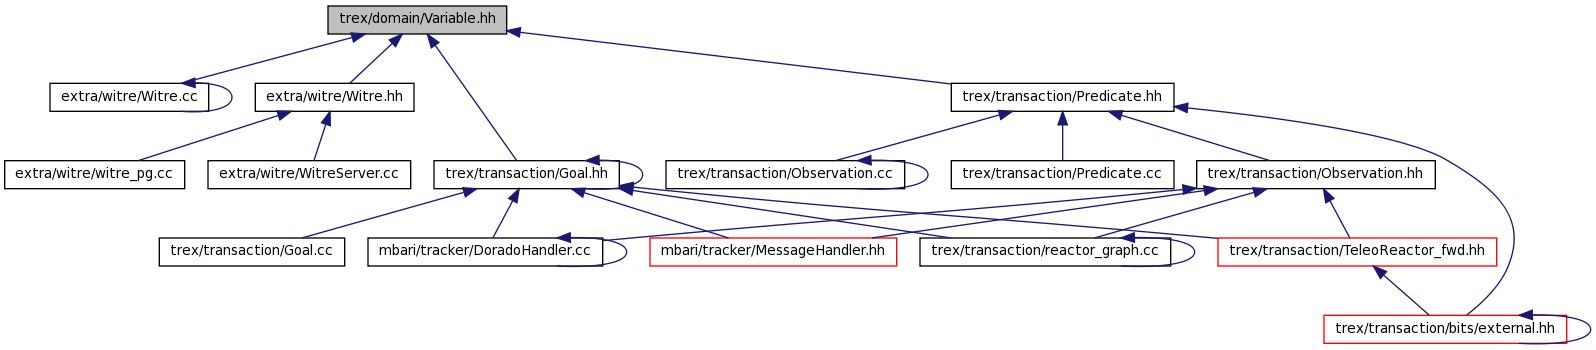 trex/domain/Variable.hh
extra/witre/Witre.cc
extra/witre/Witre.hh
trex/transaction/Predicate.hh
extra/witre/witre_pg.cc
extra/witre/WitreServer.cc
trex/transaction/Goal.hh
trex/transaction/Observation.cc
trex/transaction/Predicate.cc
trex/transaction/Observation.hh
trex/transaction/Goal.cc
mbari/tracker/DoradoHandler.cc
mbari/tracker/MessageHandler.hh
trex/transaction/reactor_graph.cc
trex/transaction/TeleoReactor_fwd.hh
trex/transaction/bits/external.hh